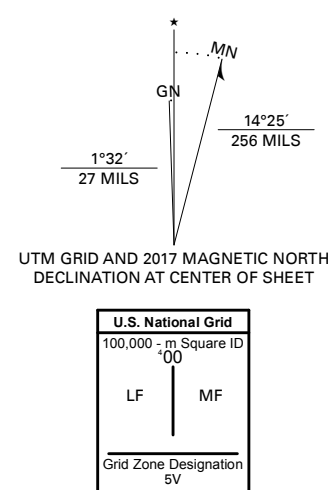 ★
MN
GN
14°25´
256 MILS
1°32´
27 MILS
UTM GRID AND 2017 MAGNETIC NORTH
DECLINATION AT CENTER OF SHEET
U.S. National Grid
100,000 - m Square ID
⁴00
LF MF
Grid Zone Designation
5V